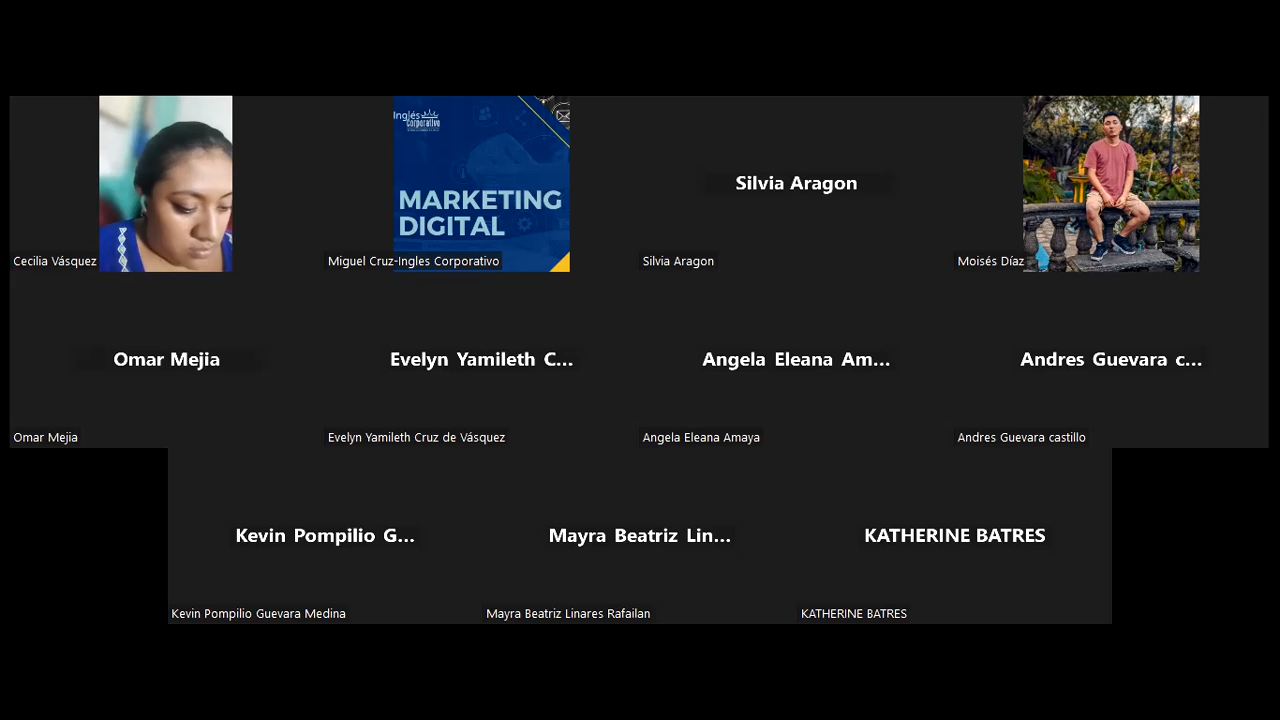 Inglés
Corporativo
MARKETING
DIGITAL
Silvia Aragon
Cecilia Vásquez
Miguel Cruz-Ingles Corporativo
Silvia Aragon
Moisés Díaz
Omar Mejia
Evelyn Yamileth C...
Angela Eleana Am...
Andres Guevara c...
Omar Mejia
Evelyn Yamileth Cruz de Vásquez
Angela Eleana Amaya
Andres Guevara castillo
Kevin Pompilio G...
Mayra Beatriz Lin...
KATHERINE BATRES
Kevin Pompilio Guevara Medina
Mayra Beatriz Linares Rafailan
KATHERINE BATRES